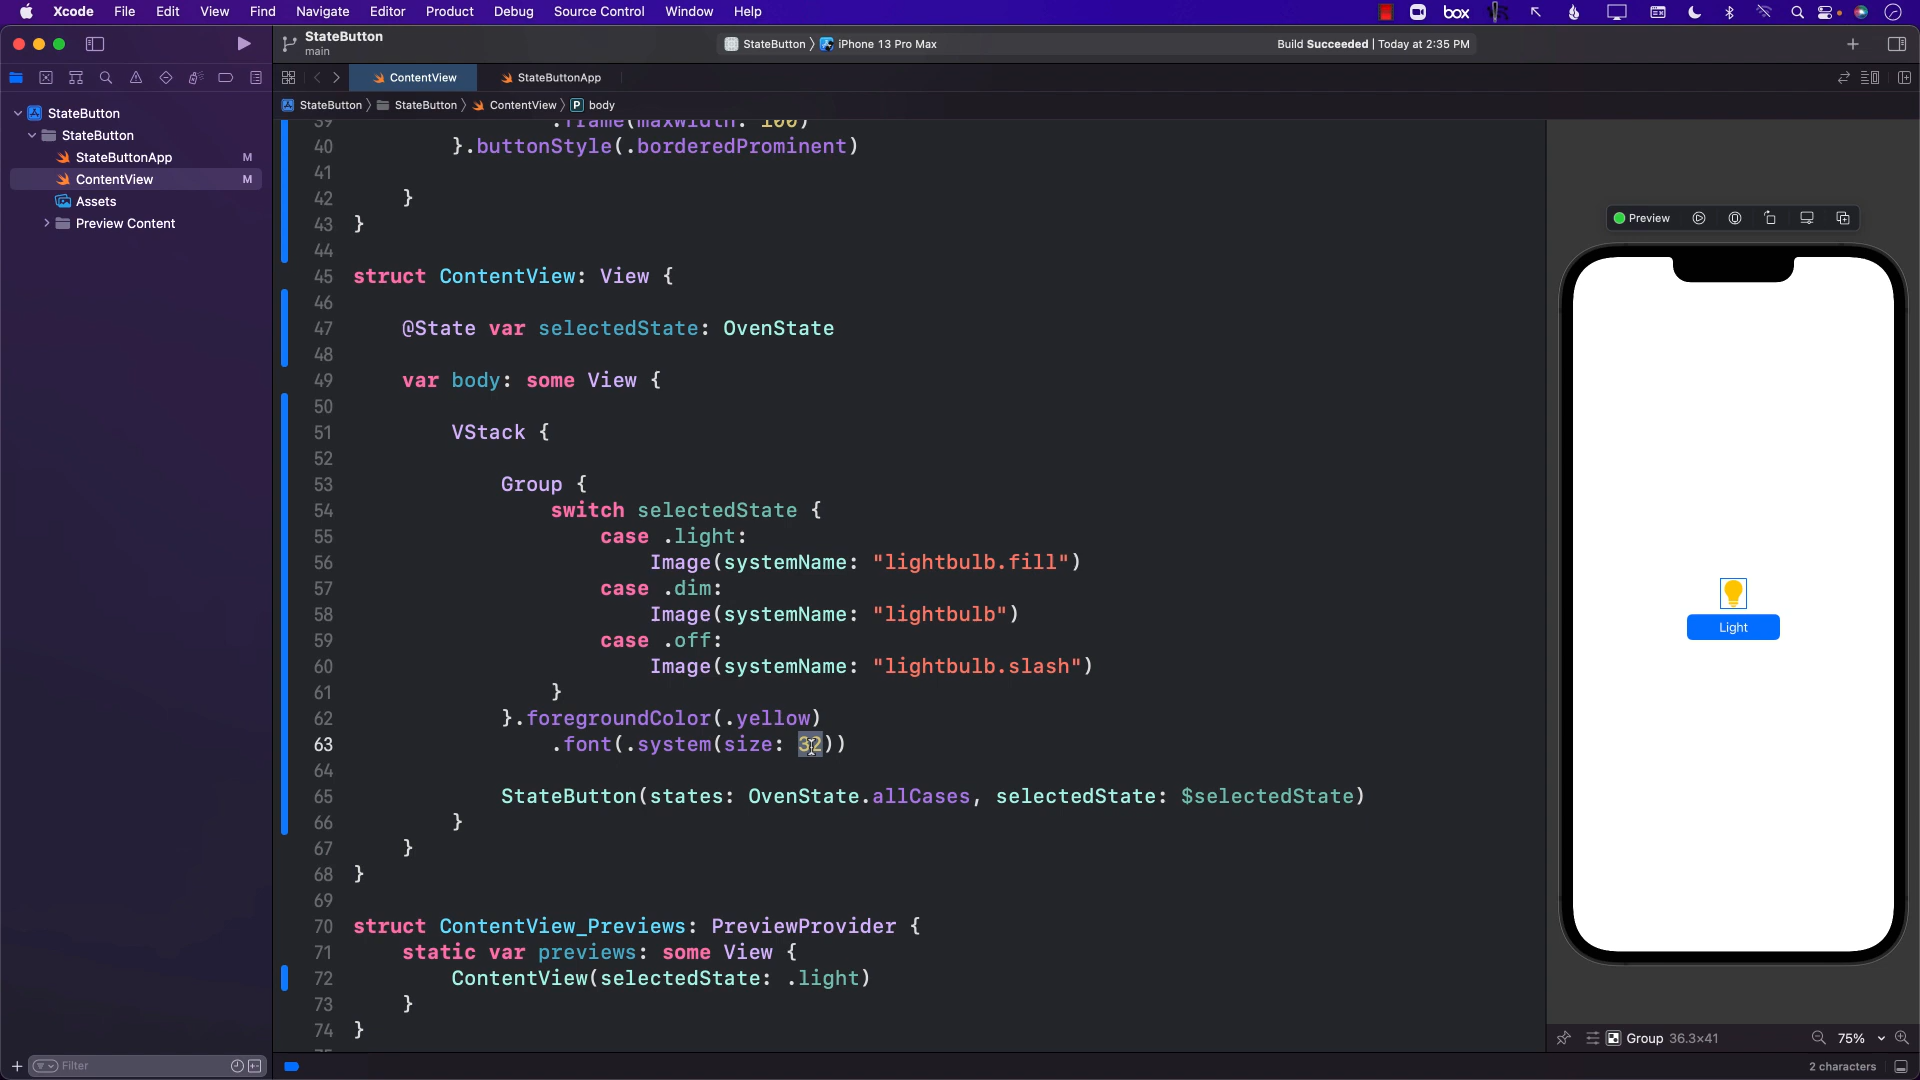 Xcode File Edit View Find Navigate Editor Product Debug Source Control Window Help
box
StateButton
main
StateButton iPhone 13 Pro Max
Build Succeeded | Today at 2:35 PM
ContentView StateButtonApp
StateButton StateButton ContentView P body
StateButton
StateButton
StateButtonApp M
ContentView M
Assets
Preview Content
39 .frame(maxWidth: 100)
40 }.buttonStyle(.borderedProminent)
41
42 }
43 }
44
45 struct ContentView: View {
46
47 @State var selectedState: OvenState
48
49 var body: some View {
50
51 VStack {
52
53 Group {
54 switch selectedState {
55 case .light:
56 Image(systemName: "lightbulb.fill")
57 case .dim:
58 Image(systemName: "lightbulb")
59 case .off:
60 Image(systemName: "lightbulb.slash")
61 }
62 }.foregroundColor(.yellow)
63 .font(.system(size: 32))
64
65 StateButton(states: OvenState.allCases, selectedState: $selectedState)
66 }
67 }
68 }
69
70 struct ContentView_Previews: PreviewProvider {
71 static var previews: some View {
72 ContentView(selectedState: .light)
73 }
74 }
Preview
Light
Group 36.3×41
75%
Filter
2 characters